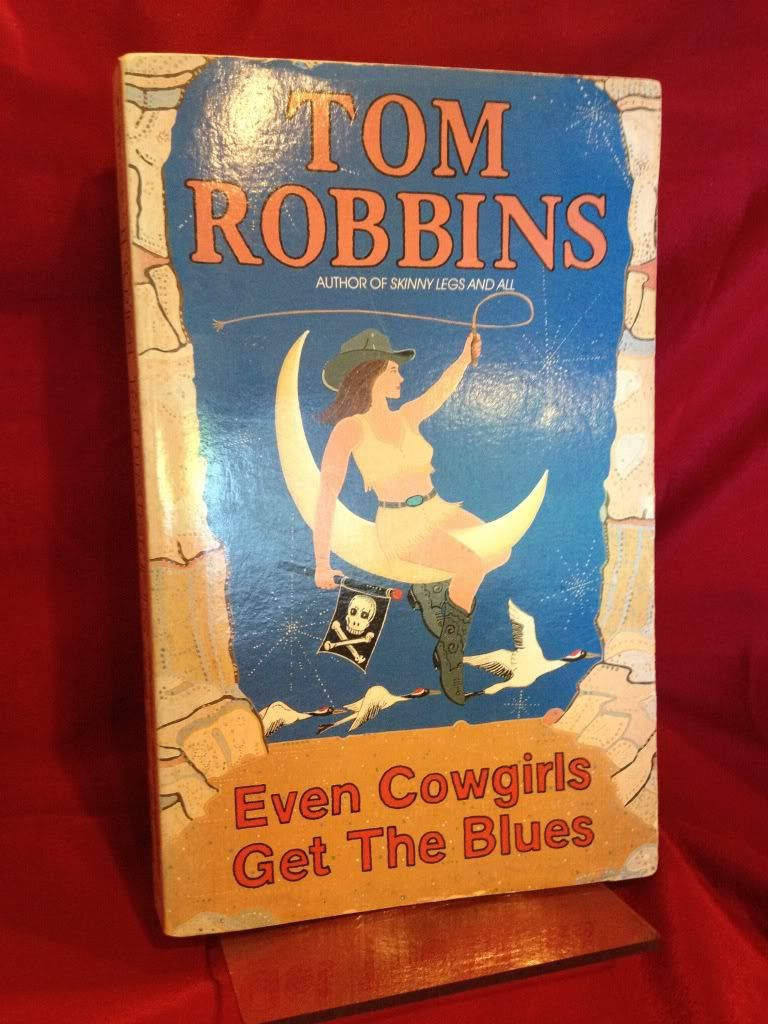 TOM
ROBBINS
AUTHOR OF SKINNY LEGS AND ALL
Even Cowgirls
Get The Blues